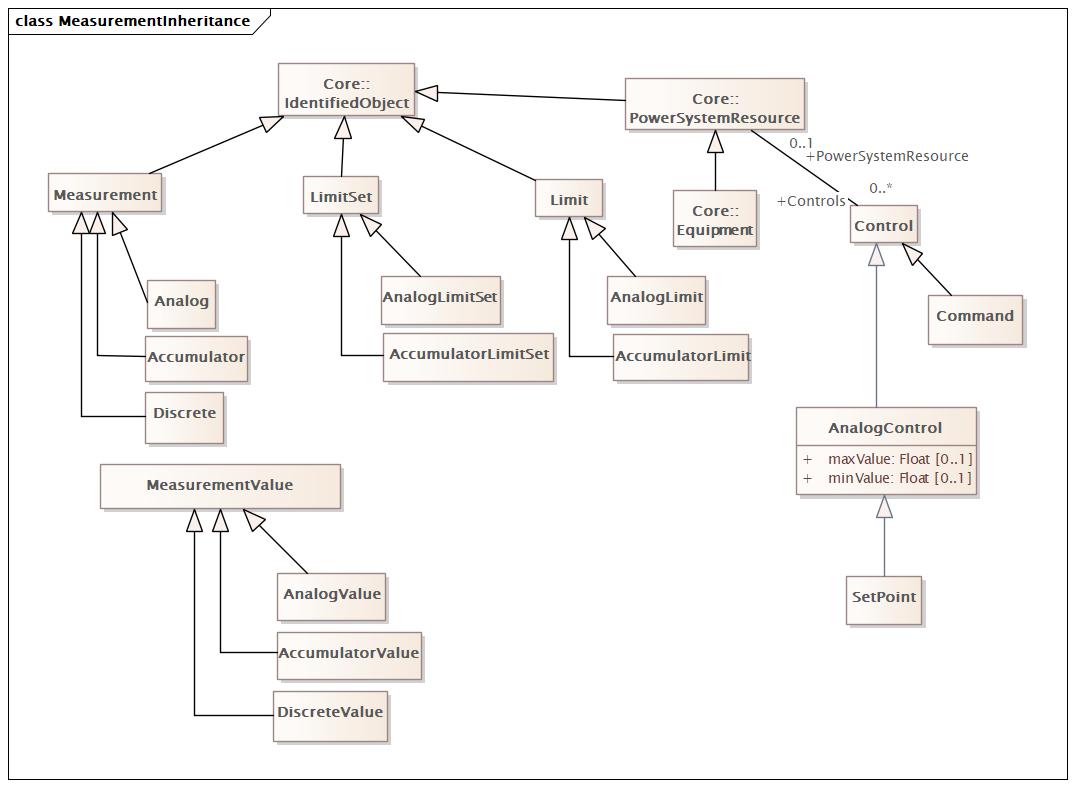 class MeasurementInheritance
Core::
IdentifiedObject
Core::
PowerSystemResource
0..1
+PowerSystemResource
0..*
+Controls
Measurement
LimitSet
Limit
Core::
Equipment
Control
Analog
AnalogLimitSet
AnalogLimit
Command
Accumulator
AccumulatorLimitSet
AccumulatorLimit
Discrete
AnalogControl
+ maxValue: Float [0..1]
+ minValue: Float [0..1]
MeasurementValue
AnalogValue
SetPoint
AccumulatorValue
DiscreteValue